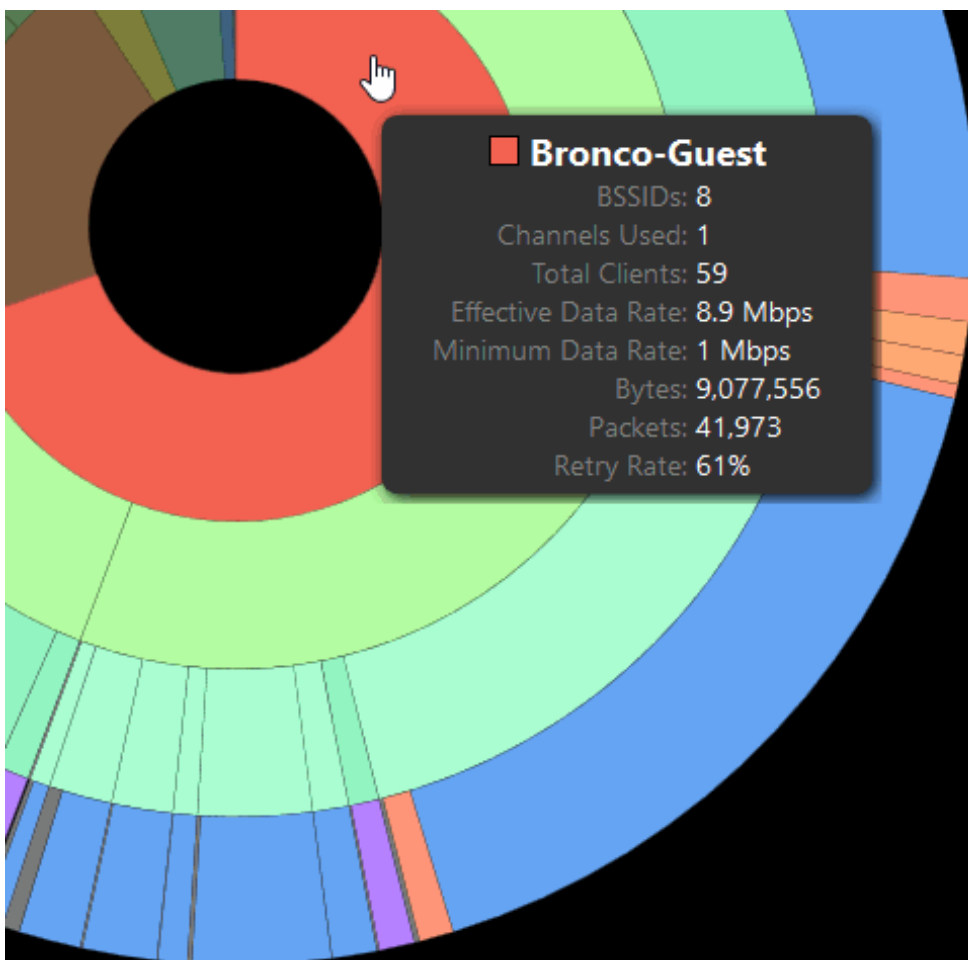 Bronco-Guest
BSSIDs: 8
Channels Used: 1
Total Clients: 59
Effective Data Rate: 8.9 Mbps
Minimum Data Rate: 1 Mbps
Bytes: 9,077,556
Packets: 41,973
Retry Rate: 61%